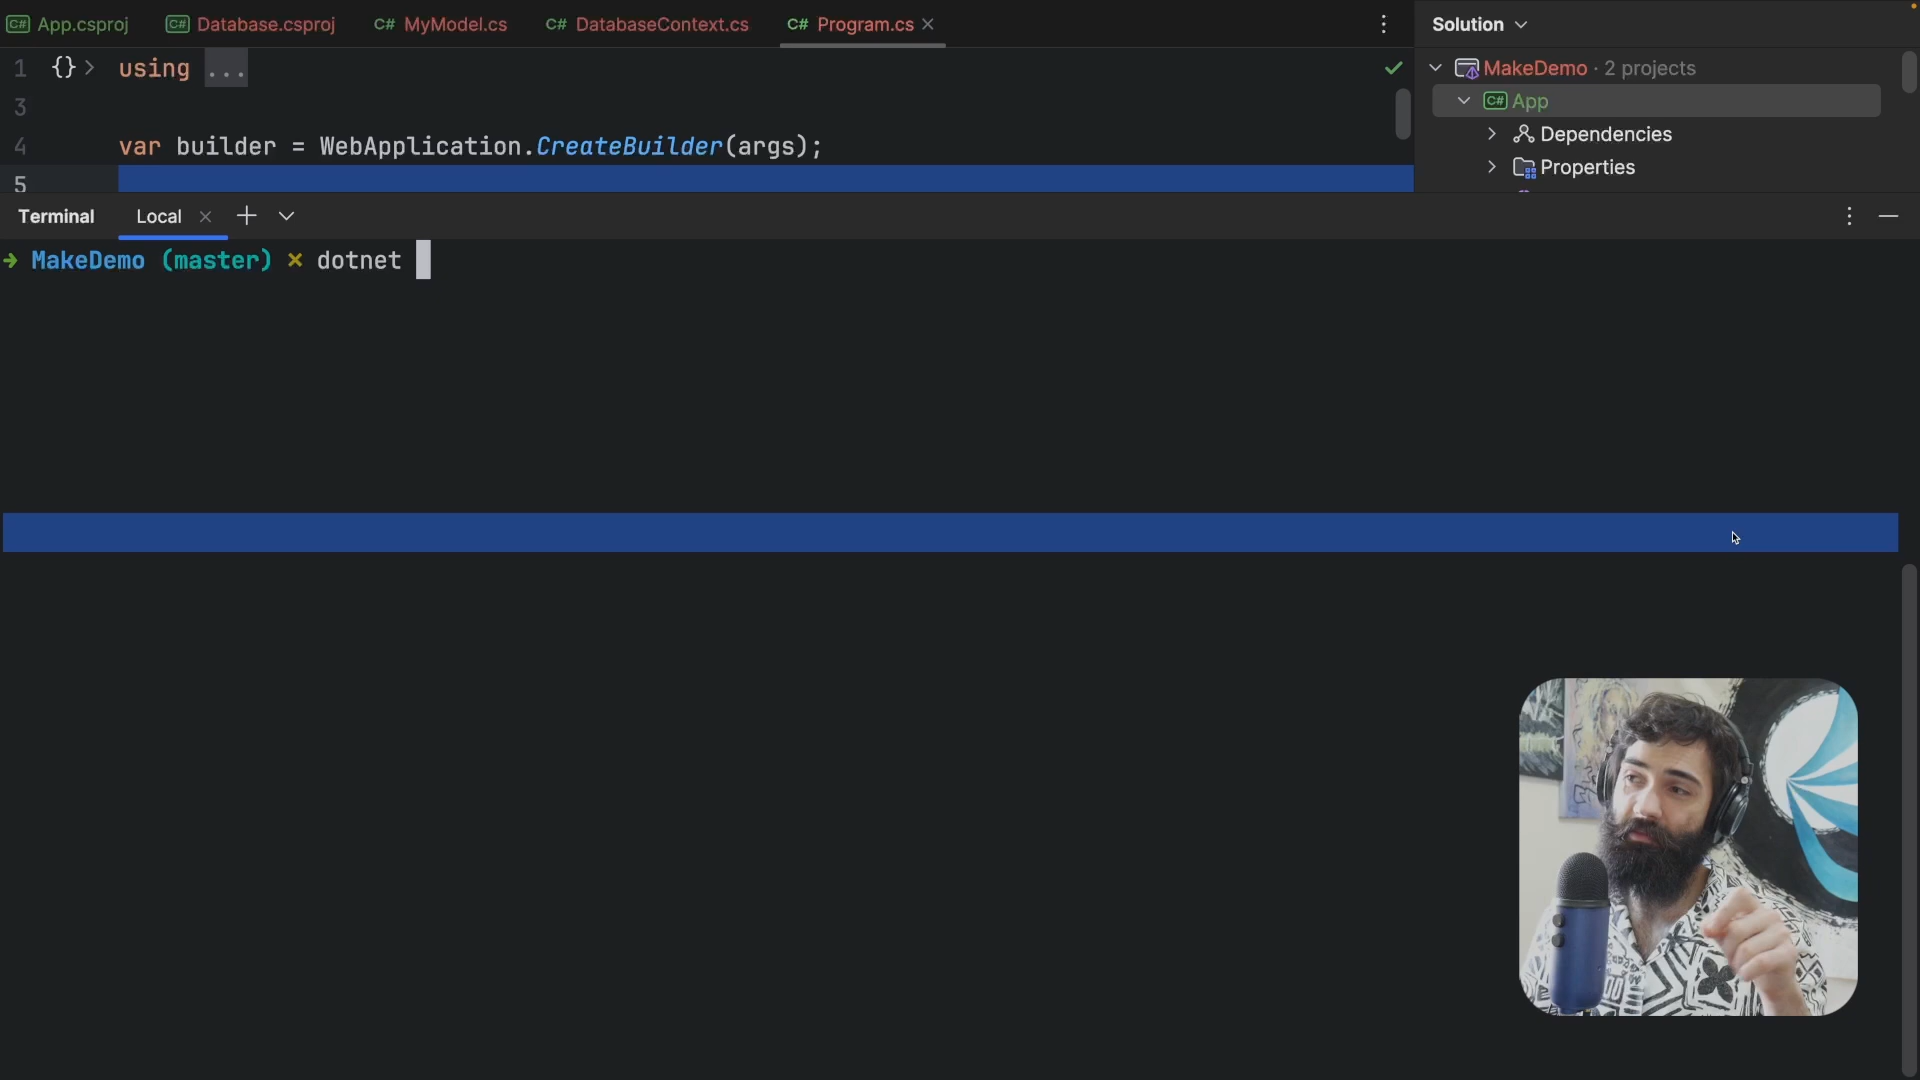 C# App.csproj C# Database.csproj C# MyModel.cs C# DatabaseContext.cs C# Program.cs
Solution
1 {} using ...
3
4 var builder = WebApplication.CreateBuilder(args);
5
MakeDemo · 2 projects
C# App
Dependencies
Properties
Terminal Local
MakeDemo (master) × dotnet